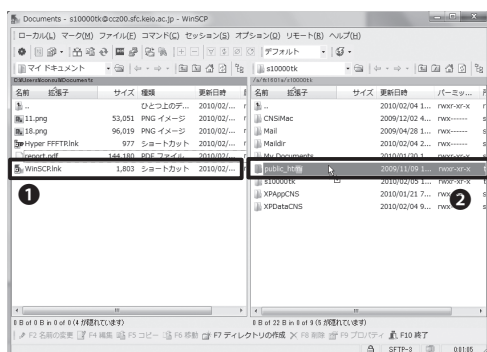 Documents - s10000tk@ccz00.sfc.keio.ac.jp - WinSCP
ローカル(L) マーク(M) ファイル(F) コマンド(C) セッション(S) オプション(O) リモート(R) ヘルプ(H)
デフォルト
マイ ドキュメント
s10000tk
名前 拡張子 サイズ 種類 更新日時
名前 拡張子 サイズ 更新日時 パーミッ...
.. ひとつ上のデ... 2010/02/...
.. 2010/02/04 1... rwxr-xr-x
11.png 53,051 PNG イメージ 2010/02/...
CNSiMac 2009/12/02 4... rwx------
18.png 96,019 PNG イメージ 2010/02/...
Mail 2009/04/28 1... rwx------
Hyper FFFTP.lnk 977 ショートカット 2010/02/...
Maildir 2010/02/04 2... rwx------
report.pdf 144,180 PDF ファイル 2010/02/...
My Documents 2010/01/20 1... rwxr-xr-x
WinSCP.lnk 1,803 ショートカット 2010/02/...
public_html 2009/11/09 1... rwxr-xr-x
s10000tk 2010/02/05 1... rwxr-xr-x
XPAppCNS 2010/01/21 7...
XPDataCNS 2010/02/04 9...
❶
❷
0 B of 0 B in 0 of 0 (4 が隠れています)
0 B of 22 B in 0 of 9 (5 が隠れています)
F2 名前の変更 F4 編集 F5 コピー F6 移動 F7 ディレクトリの作成 F8 削除 F9 プロパティ F10 終了
SFTP-3 0:01:05